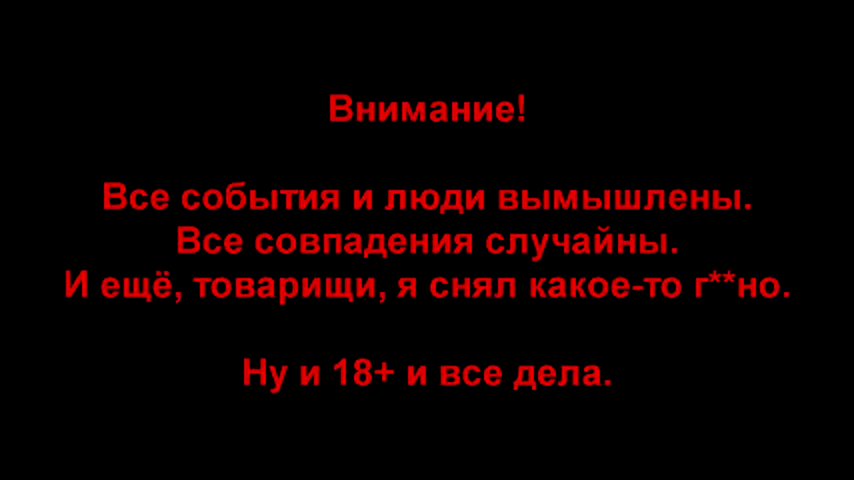 Внимание!
Все события и люди вымышлены.
Все совпадения случайны.
И ещё, товарищи, я снял какое-то г**но.
Ну и 18+ и все дела.